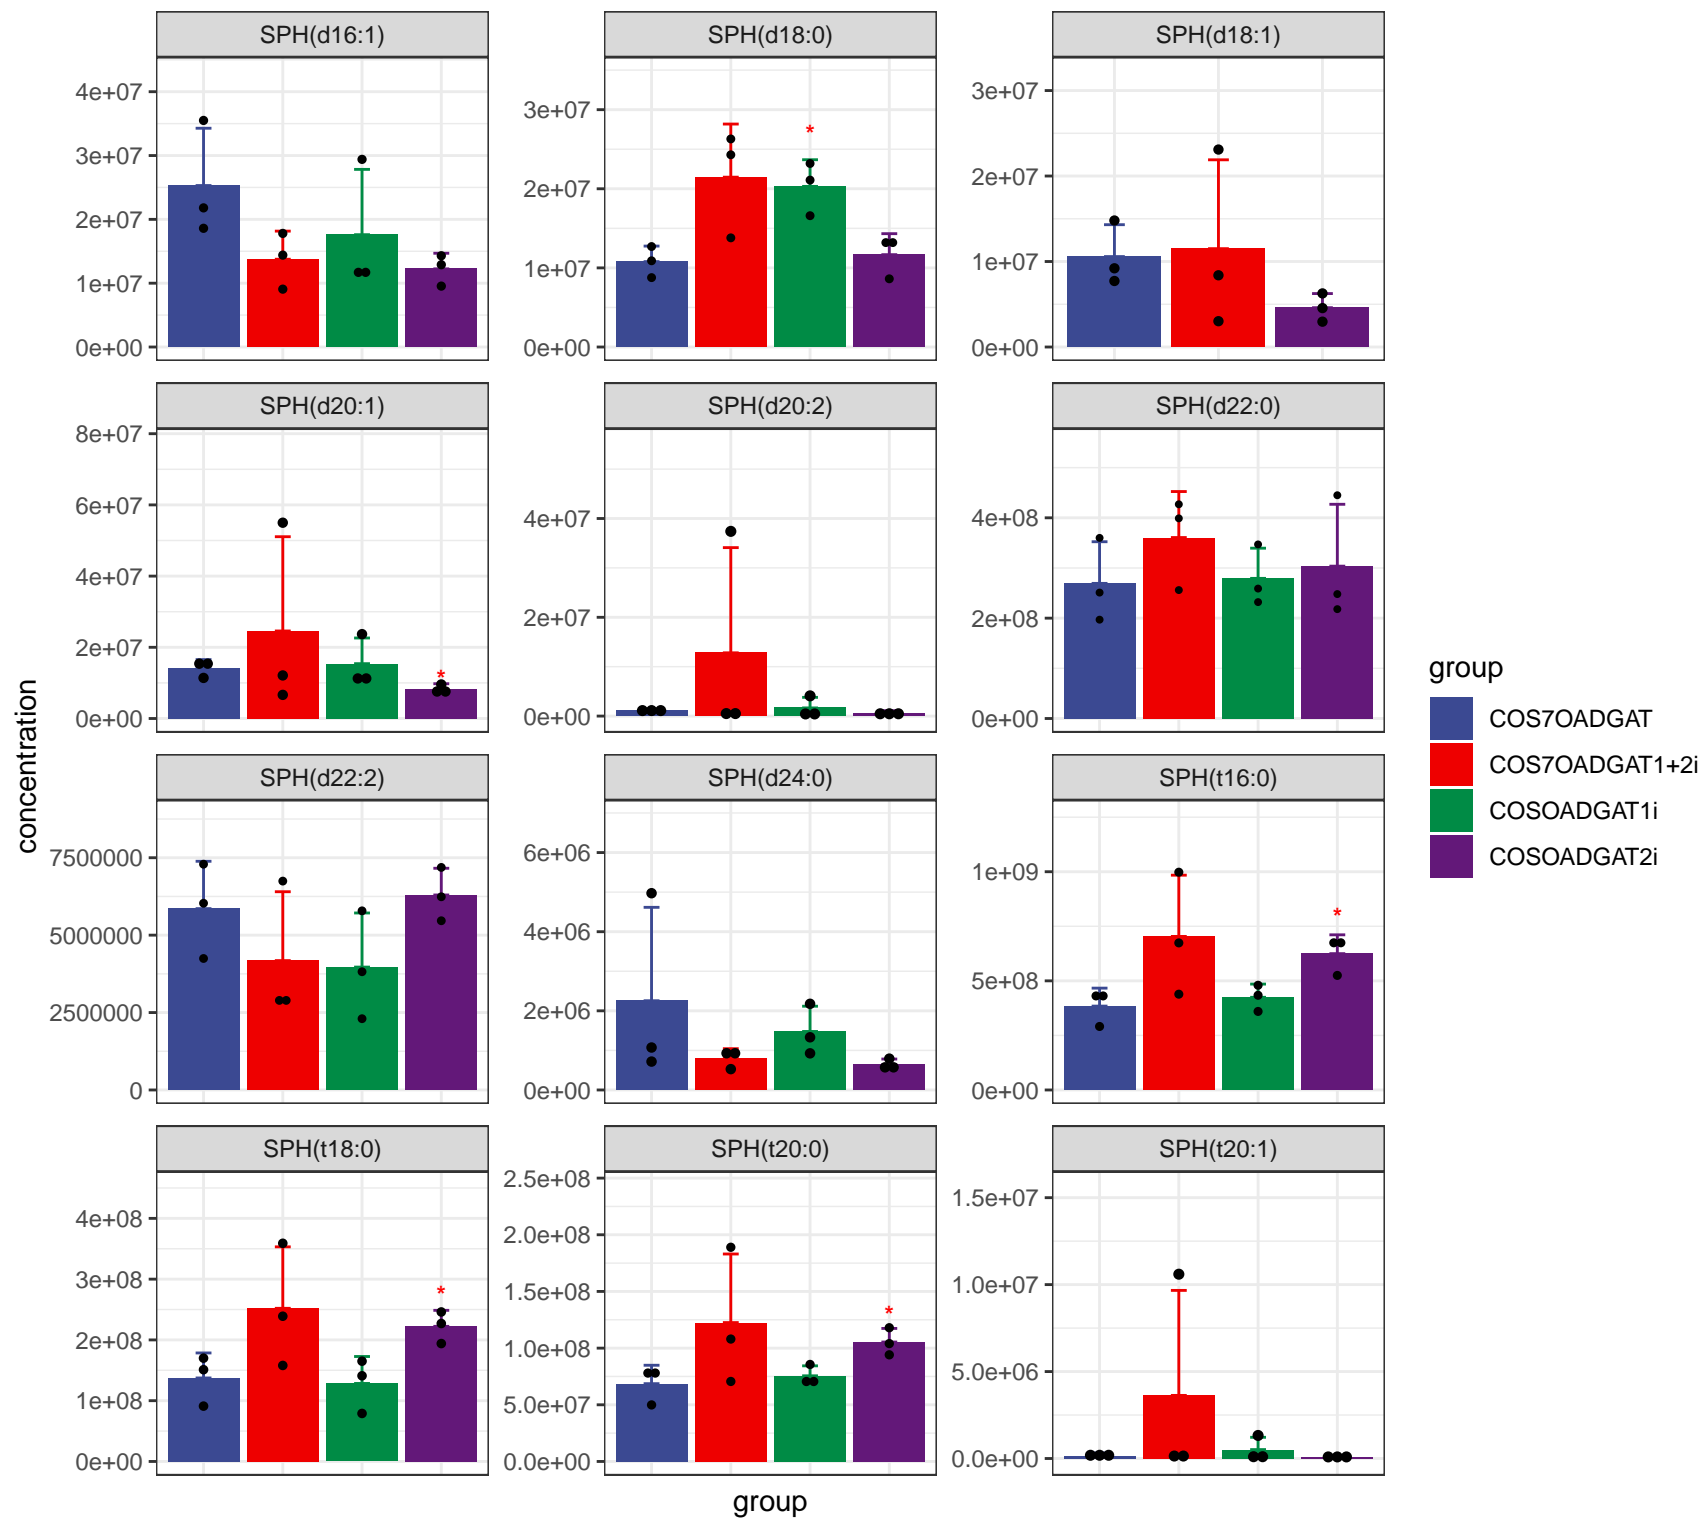 SPH(d16:1)
SPH(d18:0)
SPH(d18:1)
4e+07
3e+07
2e+07
1e+07
0e+00
3e+07
2e+07
1e+07
0e+00
*
3e+07
2e+07
1e+07
0e+00
SPH(d20:1)
SPH(d20:2)
SPH(d22:0)
8e+07
6e+07
4e+07
2e+07
0e+00
*
4e+07
2e+07
0e+00
4e+08
2e+08
0e+00
SPH(d22:2)
SPH(d24:0)
SPH(t16:0)
7500000
5000000
2500000
0
6e+06
4e+06
2e+06
0e+00
1e+09
5e+08
0e+00
*
SPH(t18:0)
SPH(t20:0)
SPH(t20:1)
4e+08
3e+08
2e+08
1e+08
0e+00
*
2.5e+08
2.0e+08
1.5e+08
1.0e+08
5.0e+07
0.0e+00
*
1.5e+07
1.0e+07
5.0e+06
0.0e+00
concentration
group
group
COS7OADGAT
COS7OADGAT1+2i
COSOADGAT1i
COSOADGAT2i